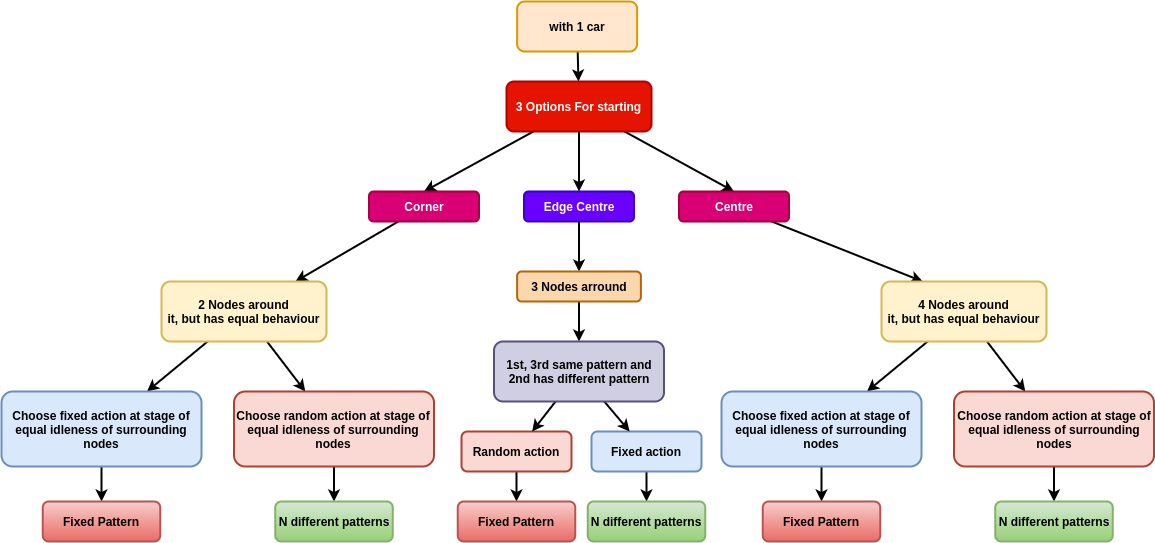 with 1 car
3 Options For starting
Corner
Edge Centre
Centre
2 Nodes around
it, but has equal behaviour
3 Nodes arround
4 Nodes around
it, but has equal behaviour
1st, 3rd same pattern and
2nd has different pattern
Choose fixed action at stage of
equal idleness of surrounding
nodes
Choose random action at stage of
equal idleness of surrounding
nodes
Random action
Fixed action
Choose fixed action at stage of
equal idleness of surrounding
nodes
Choose random action at stage of
equal idleness of surrounding
nodes
Fixed Pattern
N different patterns
Fixed Pattern
N different patterns
Fixed Pattern
N different patterns